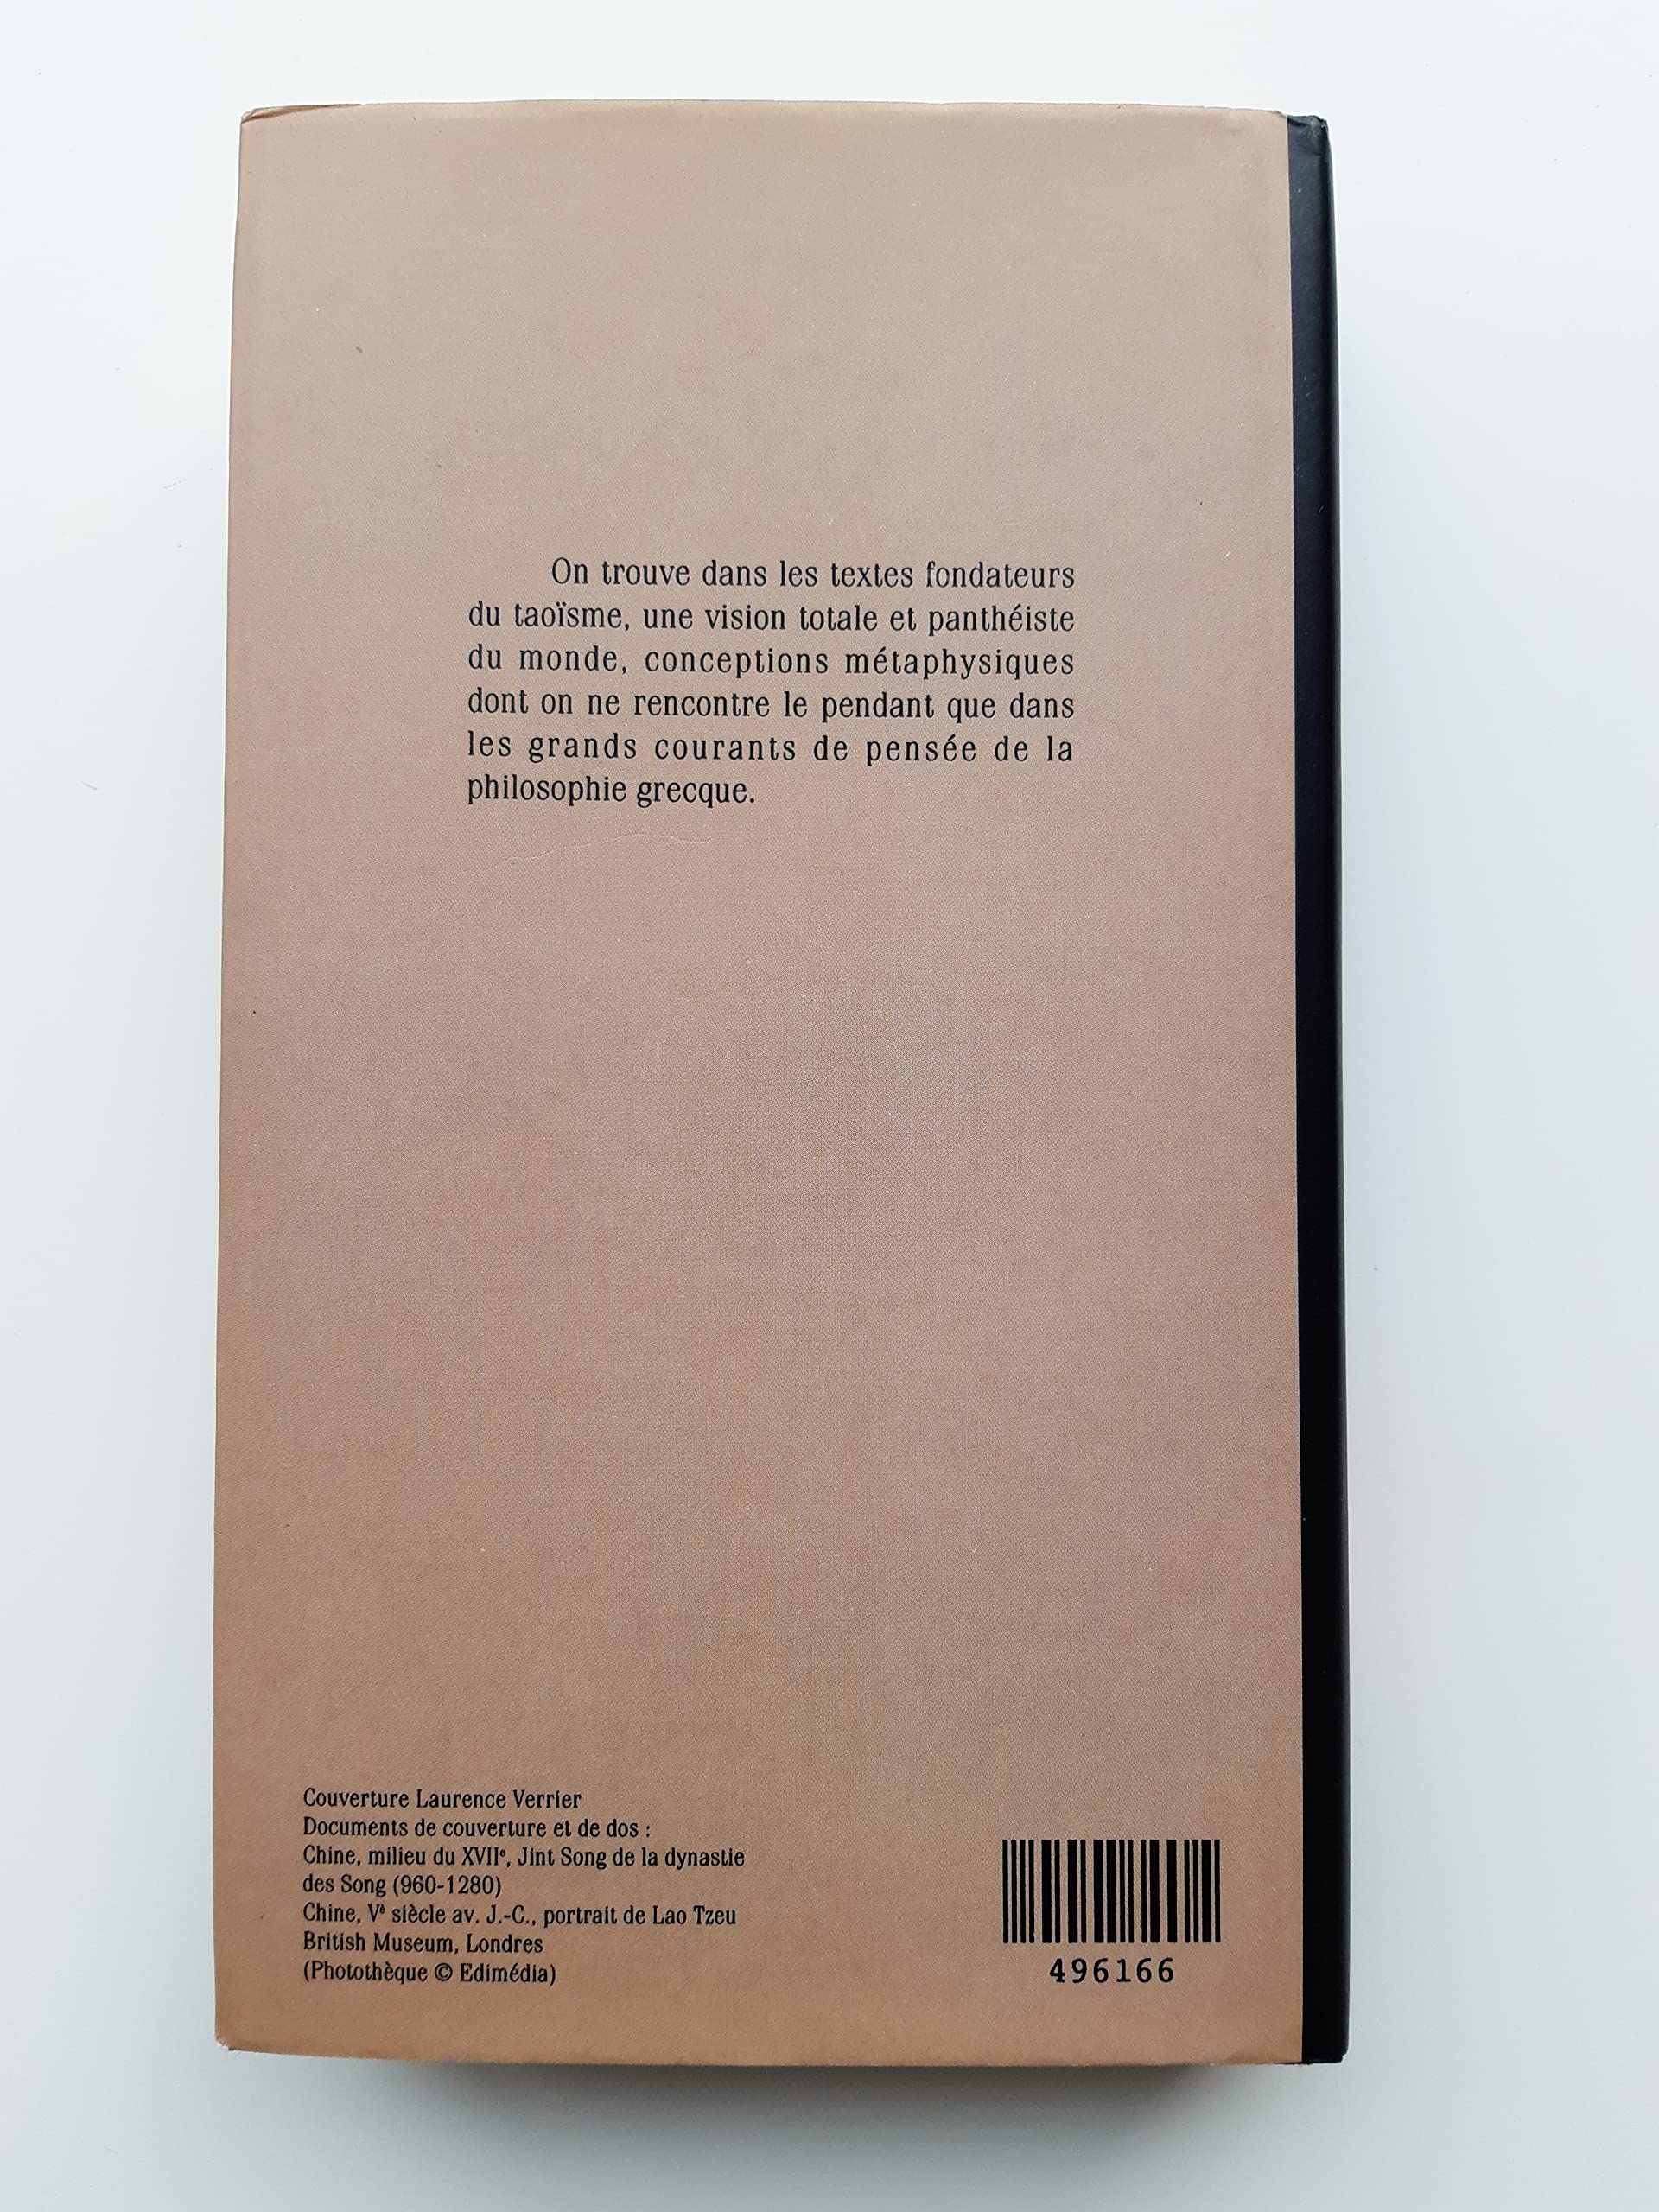 On trouve dans les textes fondateurs
du taoïsme, une vision totale et panthéiste
du monde, conceptions métaphysiques
dont on ne rencontre le pendant que dans
les grands courants de pensée de la
philosophie grecque.
Couverture Laurence Verrier
Documents de couverture et de dos :
Chine, milieu du XVIIᵉ, Jint Song de la dynastie
des Song (960-1280)
Chine, Vᵉ siècle av. J.-C., portrait de Lao Tzeu
British Museum, Londres
(Photothèque © Edimédia)
496166